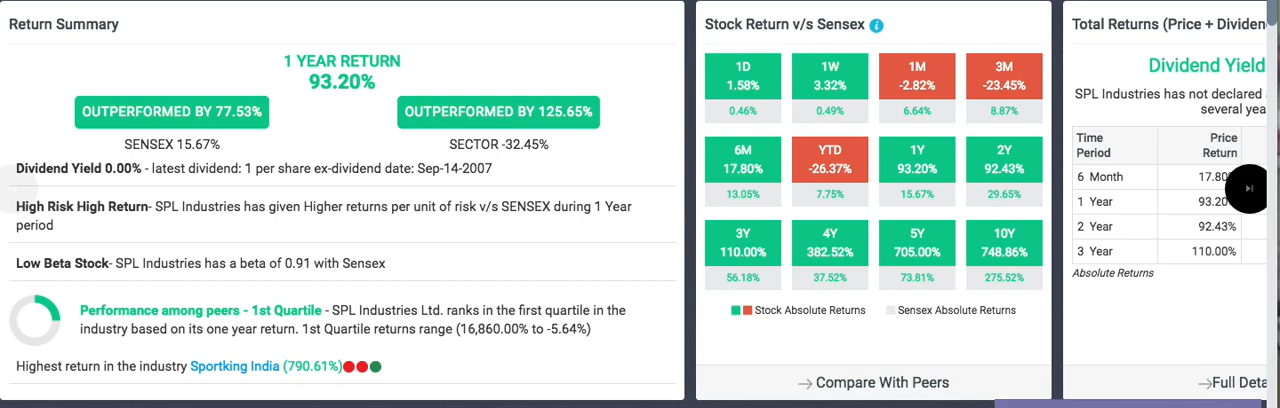 Return Summary
1 YEAR RETURN
93.20%
OUTPERFORMED BY 77.53%
OUTPERFORMED BY 125.65%
SENSEX 15.67%
SECTOR -32.45%
Dividend Yield 0.00% - latest dividend: 1 per share ex-dividend date: Sep-14-2007
High Risk High Return- SPL Industries has given Higher returns per unit of risk v/s SENSEX during 1 Year
period
Low Beta Stock- SPL Industries has a beta of 0.91 with Sensex
Performance among peers - 1st Quartile - SPL Industries Ltd. ranks in the first quartile in the
industry based on its one year return. 1st Quartile returns range (16,860.00% to -5.64%)
Highest return in the industry Sportking India (790.61%)
Stock Return v/s Sensex
1D 1W 1M 3M
1.58% 3.32% -2.82% -23.45%
0.46% 0.49% 6.64% 8.87%
6M YTD 1Y 2Y
17.80% -26.37% 93.20% 92.43%
13.05% 7.75% 15.67% 29.65%
3Y 4Y 5Y 10Y
110.00% 382.52% 705.00% 748.86%
56.18% 37.52% 73.81% 275.52%
Stock Absolute Returns Sensex Absolute Returns
Compare With Peers
Total Returns (Price +
Dividend Yield
SPL Industries has not declared
several
Time Price
Period Return
6 Month
1 Year
2 Year 92.43%
3 Year 110.00%
Absolute Returns
Full